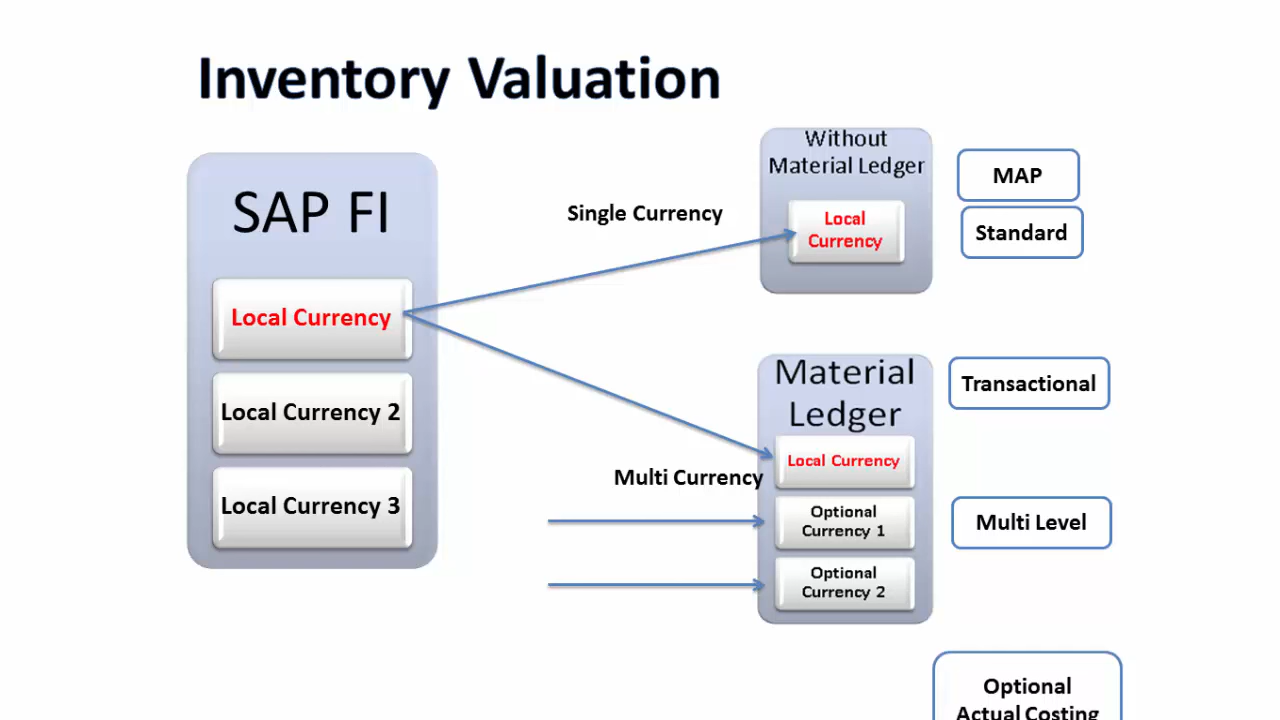 Inventory Valuation
SAP FI
Local Currency
Local Currency 2
Local Currency 3
Single Currency
Multi Currency
Without
Material Ledger
Local
Currency
MAP
Standard
Material
Ledger
Local Currency
Optional
Currency 1
Optional
Currency 2
Transactional
Multi Level
Optional
Actual Costing